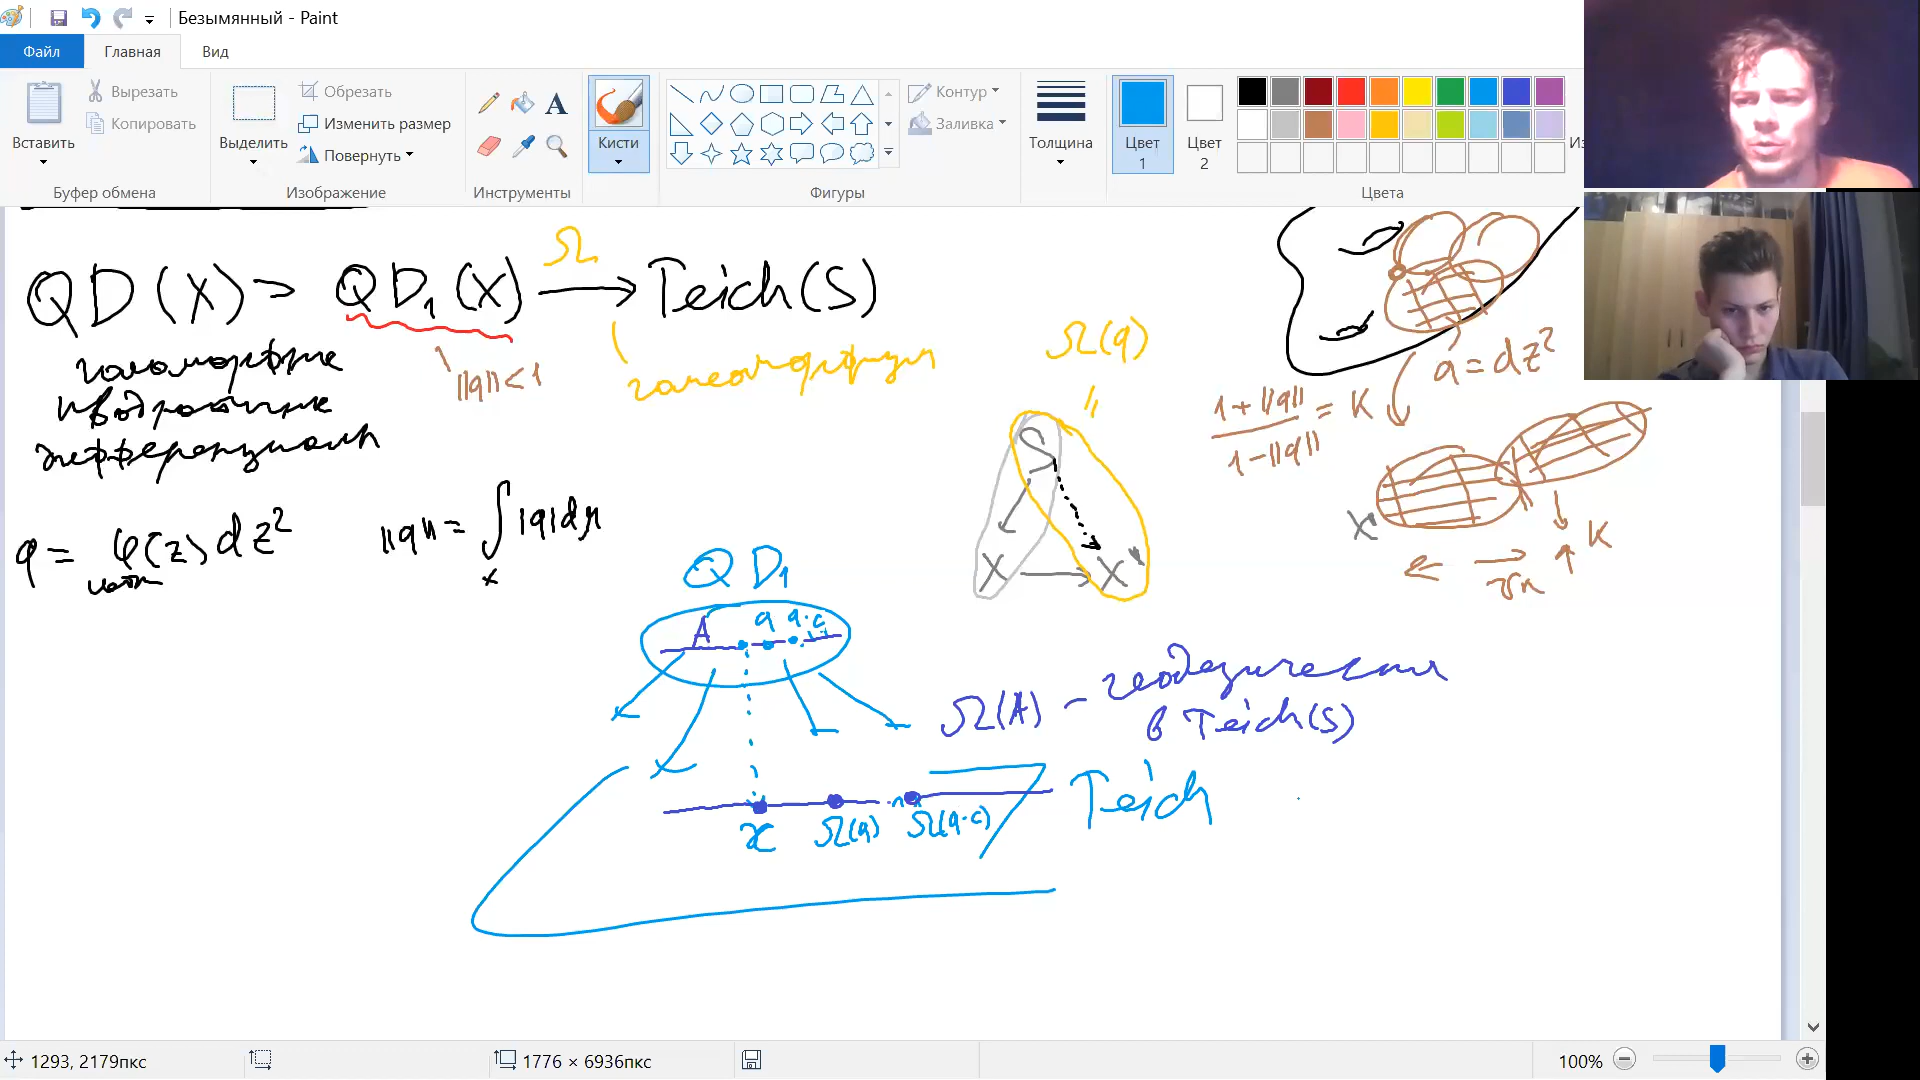 Безымянный - Paint
Файл
Главная
Вид
Вставить
Вырезать
Копировать
Буфер обмена
Выделить
Обрезать
Изменить размер
Повернуть
Изображение
Инструменты
Кисти
Фигуры
Контур
Заливка
Толщина
Цвет 1
Цвет 2
Цвета
Из
QD(X) ⊃ QD₁(X) → Teich(S)
Ω
голоморфные
квадратичные
дифференциалы
||q|| < 1
гомеоморфизм
Ω(q)
"
S
X → X'
q = φ(z) dz²
||q|| = ∫ |q| dμ
X
1+||q|| / 1-||q|| = K
q = dz²
X'
K
QD₁
A q q·c
Ω(A) - геодезическая
в Teich(S)
Teich
x Ω(q) Ω(q·c)
1293, 2179пкс
1776 × 6936пкс
100%